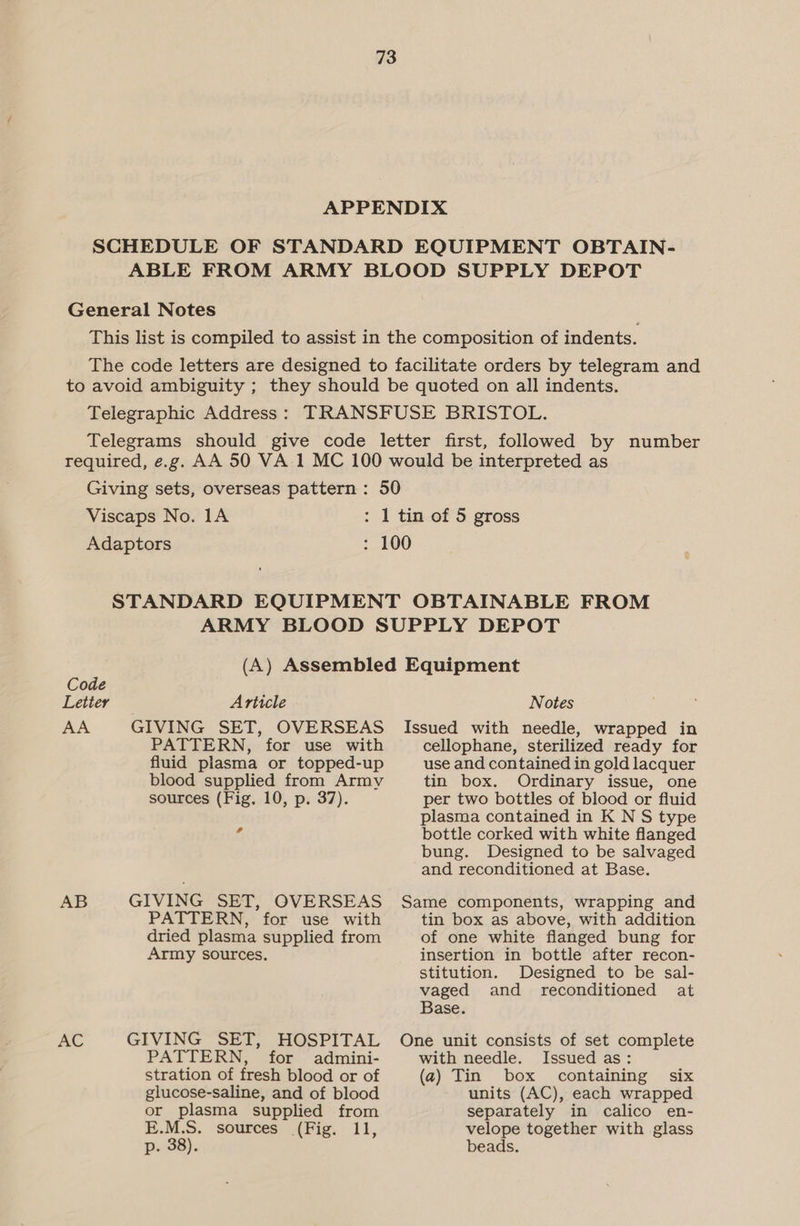 73
APPENDIX
SCHEDULE OF STANDARD EQUIPMENT OBTAIN-
ABLE FROM ARMY BLOOD SUPPLY DEPOT
General Notes
This list is compiled to assist in the composition of indents.
The code letters are designed to facilitate orders by telegram and
to avoid ambiguity ; they should be quoted on all indents.
Telegraphic Address : TRANSFUSE BRISTOL.
Telegrams should give code letter first, followed by number
required, e.g. AA 50 VA 1 MC 100 would be interpreted as
Giving sets, overseas pattern : 50
Viscaps No. 1A : 1 tin of 5 gross
Adaptors : 100
STANDARD EQUIPMENT OBTAINABLE FROM
ARMY BLOOD SUPPLY DEPOT
(A) Assembled Equipment
Code
Letter Article Notes
AA GIVING SET, OVERSEAS
PATTERN, for use with
fluid plasma or topped-up
blood supplied from Army
sources (Fig. 10, p. 37).
Issued with needle, wrapped in
cellophane, sterilized ready for
use and contained in gold lacquer
tin box. Ordinary issue, one
per two bottles of blood or fluid
plasma contained in K N S type
bottle corked with white flanged
bung. Designed to be salvaged
and reconditioned at Base.
AB GIVING SET, OVERSEAS
PATTERN, for use with
dried plasma supplied from
Army sources.
Same components, wrapping and
tin box as above, with addition
of one white flanged bung for
insertion in bottle after recon-
stitution. Designed to be sal-
vaged and reconditioned at
Base.
AC GIVING SET, HOSPITAL
PATTERN, for admini-
stration of fresh blood or of
glucose-saline, and of blood
or plasma supplied from
E.M.S. sources (Fig. 11,
p. 38).
One unit consists of set complete
with needle. Issued as :
(a) Tin box containing six
units (AC), each wrapped
separately in calico en-
velope together with glass
beads.